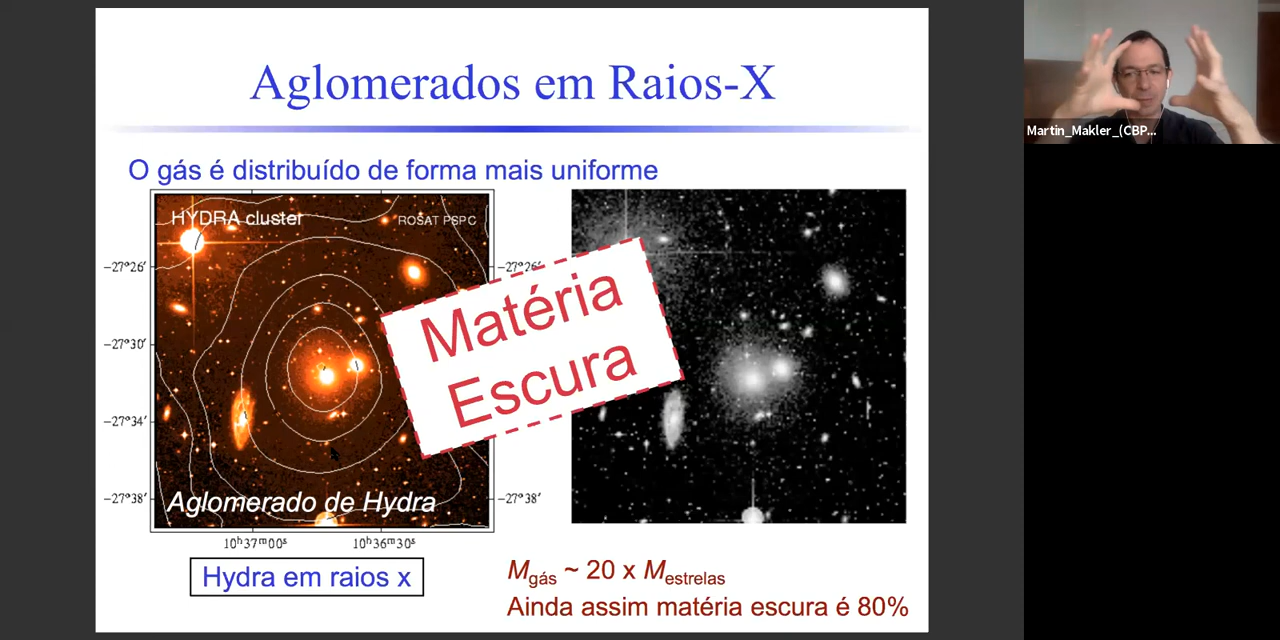 Aglomerados em Raios-X
Martin_Makler_(CBP...
O gás é distribuído de forma mais uniforme
HYDRA cluster
ROSAT PSPC
−27°26′
−27°26′
Matéria
Escura
−27°30′
−27°34′
−27°38′
−27°38′
Aglomerado de Hydra
10ʰ37ᵐ00ˢ
10ʰ36ᵐ30ˢ
Hydra em raios x
Mgás ~ 20 x Mestrelas
Ainda assim matéria escura é 80%